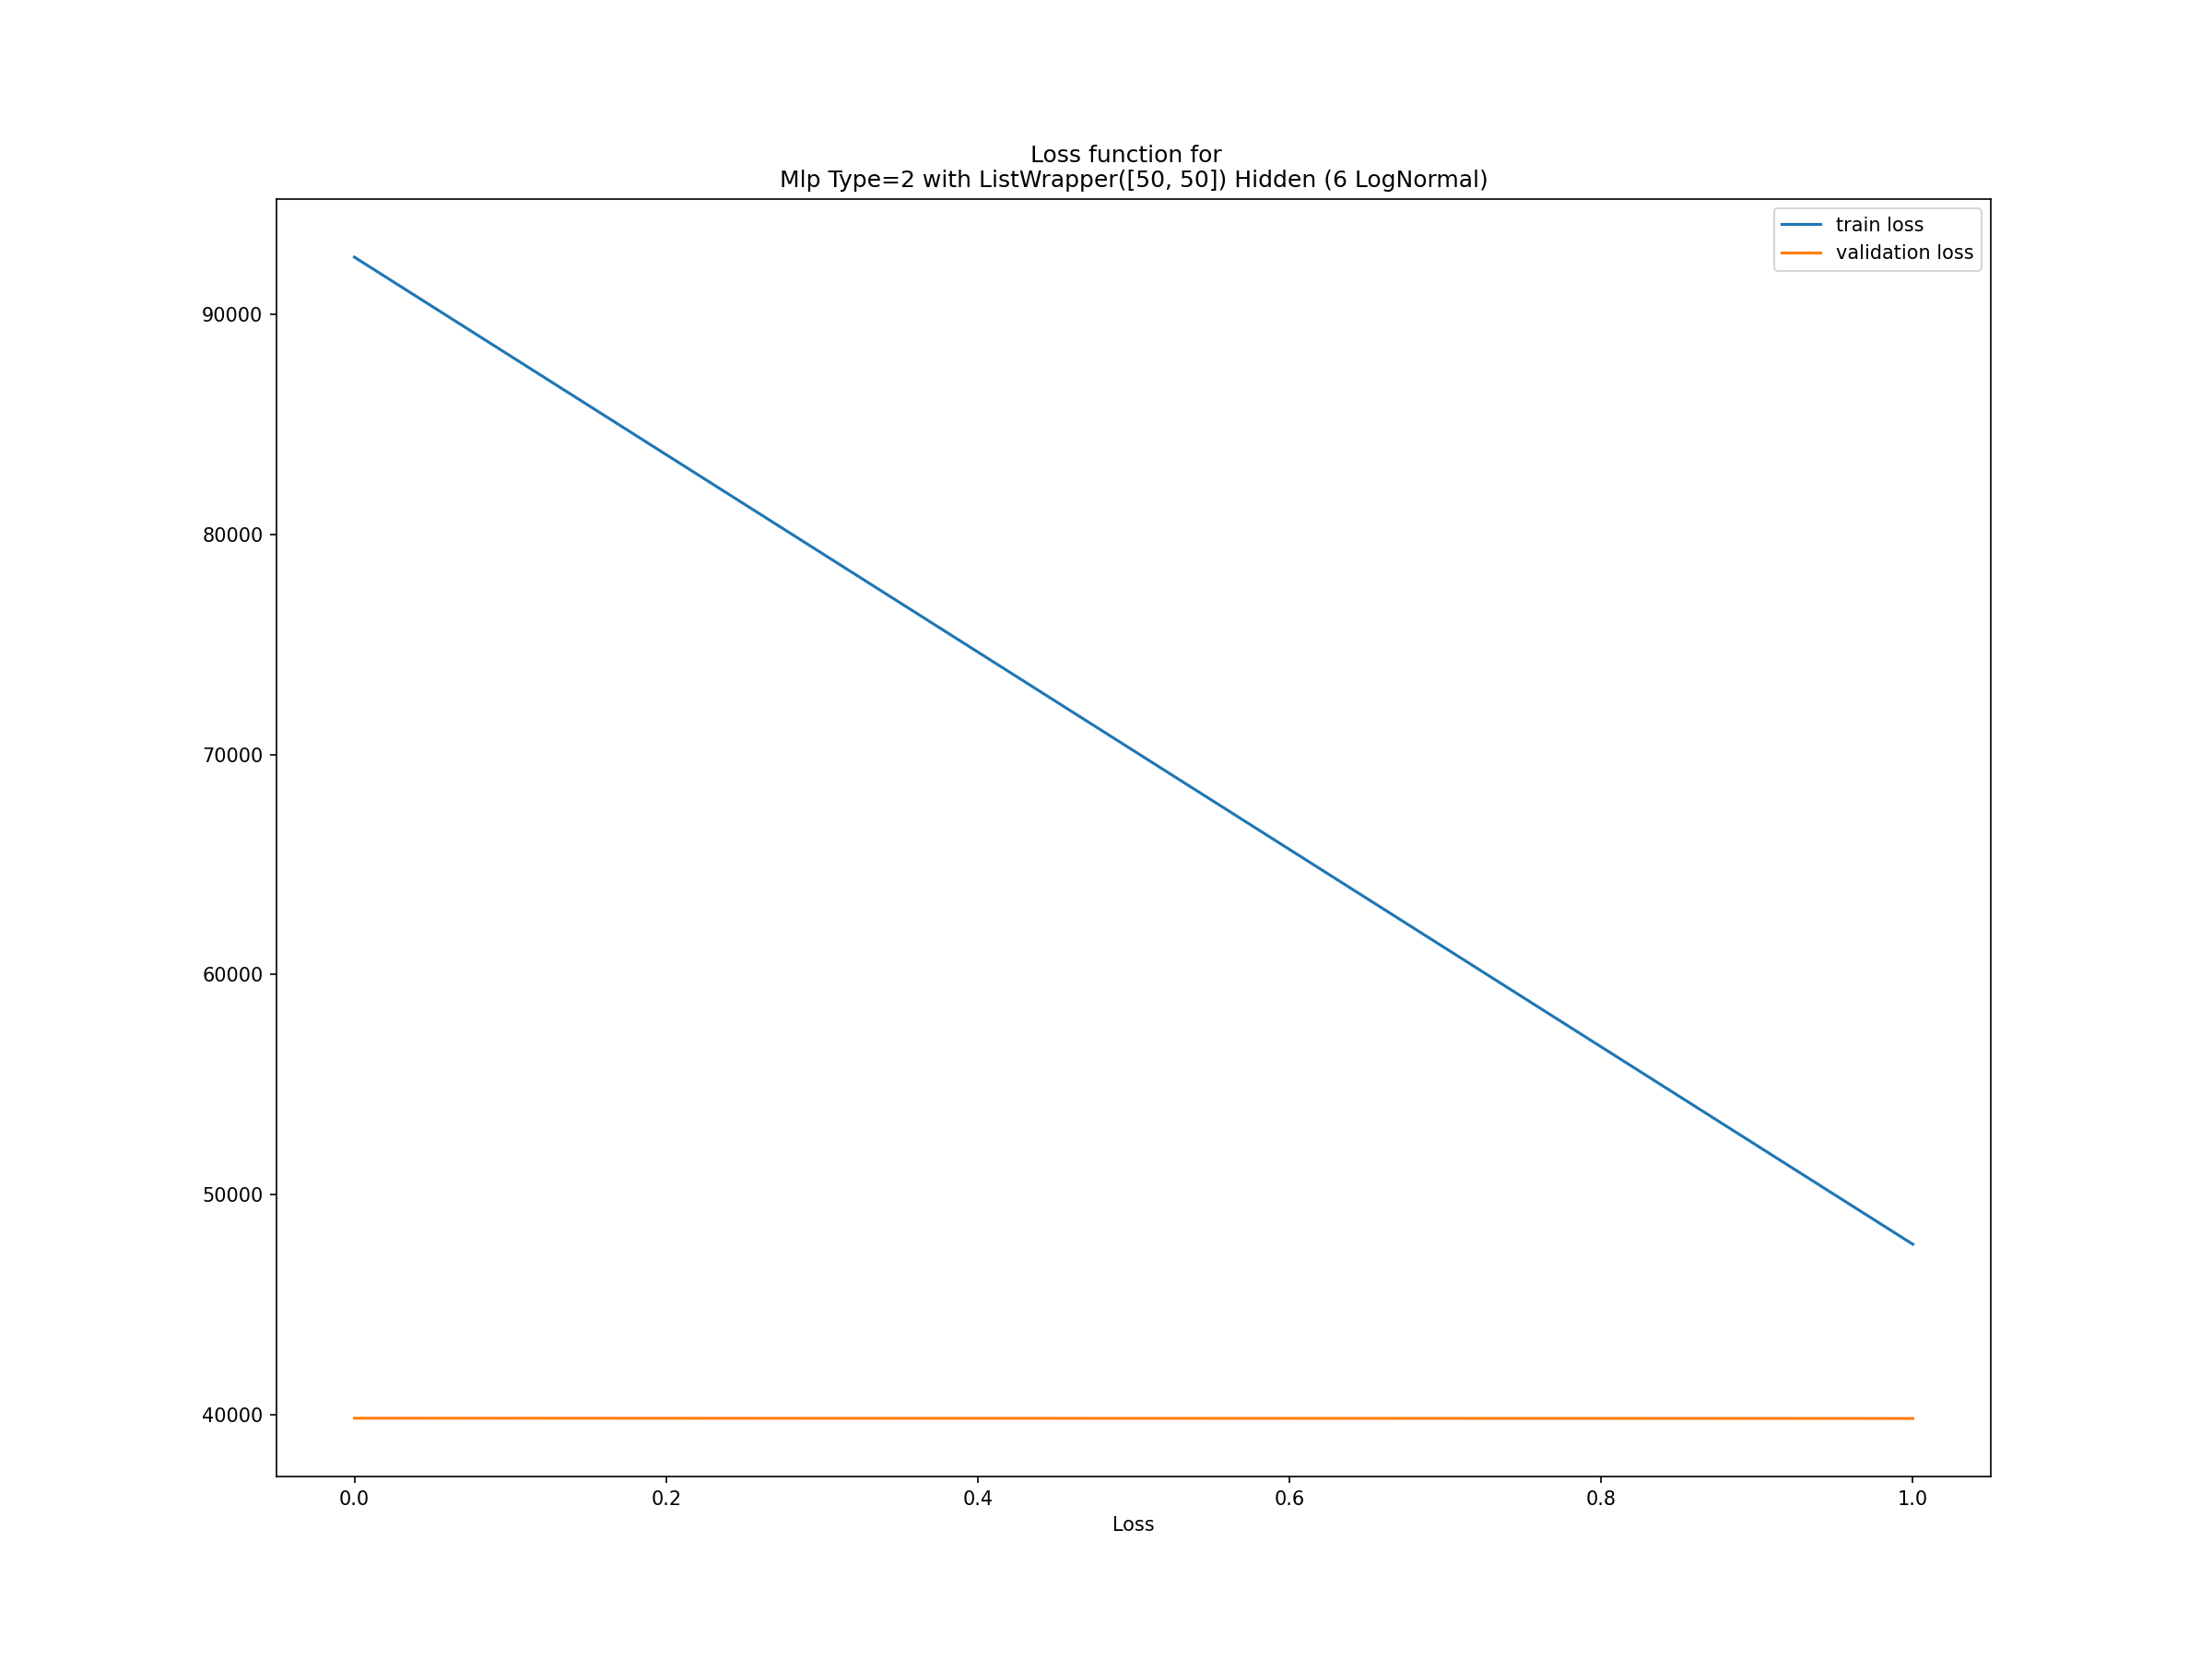 Loss function for
Mlp Type=2 with ListWrapper([50, 50]) Hidden (6 LogNormal)
train loss
validation loss
90000
80000
70000
60000
50000
40000
0.0 0.2 0.4 0.6 0.8 1.0
Loss